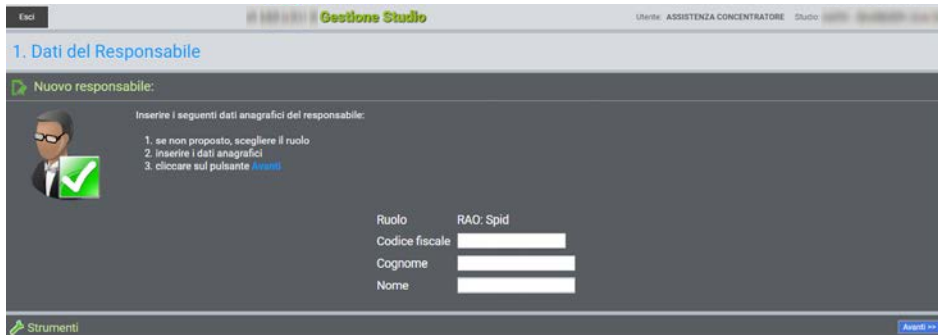 Esci
Gestione Studio
Utente: ASSISTENZA CONCENTRATORE Studio:
1. Dati del Responsabile
Nuovo responsabile:
Inserire i seguenti dati anagrafici del responsabile:
1. se non proposto, scegliere il ruolo
2. inserire i dati anagrafici
3. cliccare sul pulsante Avanti
Ruolo RAO: Spid
Codice fiscale
Cognome
Nome
Strumenti
Avanti >>